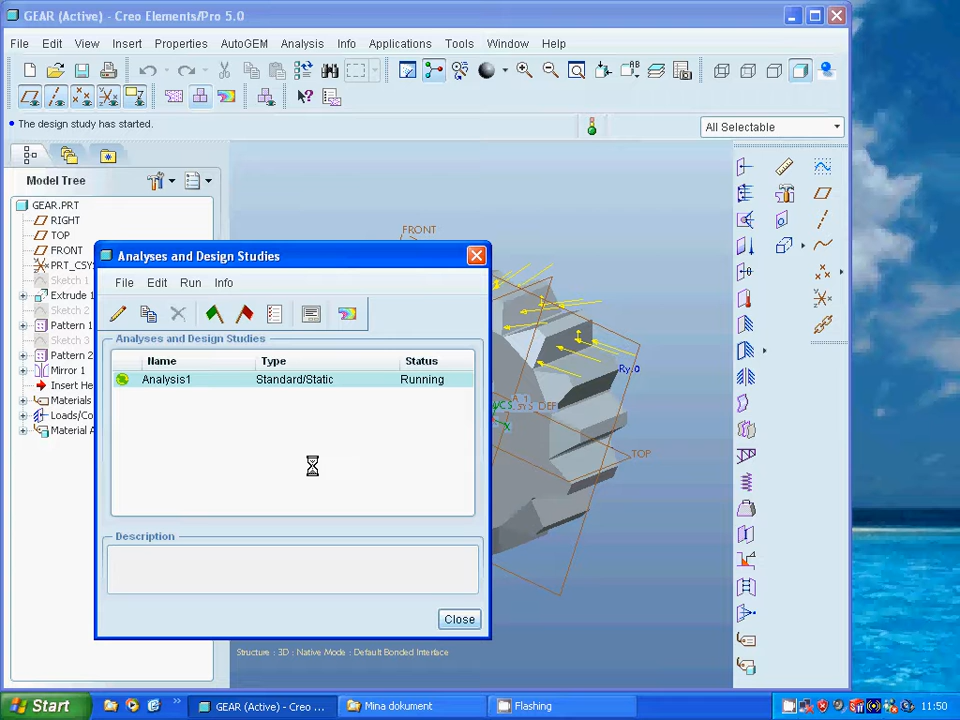 GEAR (Active) - Creo Elements/Pro 5.0
File Edit View Insert Properties AutoGEM Analysis Info Applications Tools Window Help
The design study has started.
All Selectable
Model Tree
GEAR.PRT
RIGHT
TOP
FRONT
PRT_CSY
Sketch 1
Extrude 1
Sketch 2
Pattern 1
Sketch 3
Pattern 2
Mirror 1
Insert He
Materials
Loads/Co
Material A
FRONT
Ry:0
TOP
Analyses and Design Studies
File Edit Run Info
Analyses and Design Studies
Name Type Status
Analysis1 Standard/Static Running
Description
Close
Structure : 3D : Native Mode : Default Bonded Interface
Start
GEAR (Active) - Creo ...
Mina dokument
Flashing
11:50